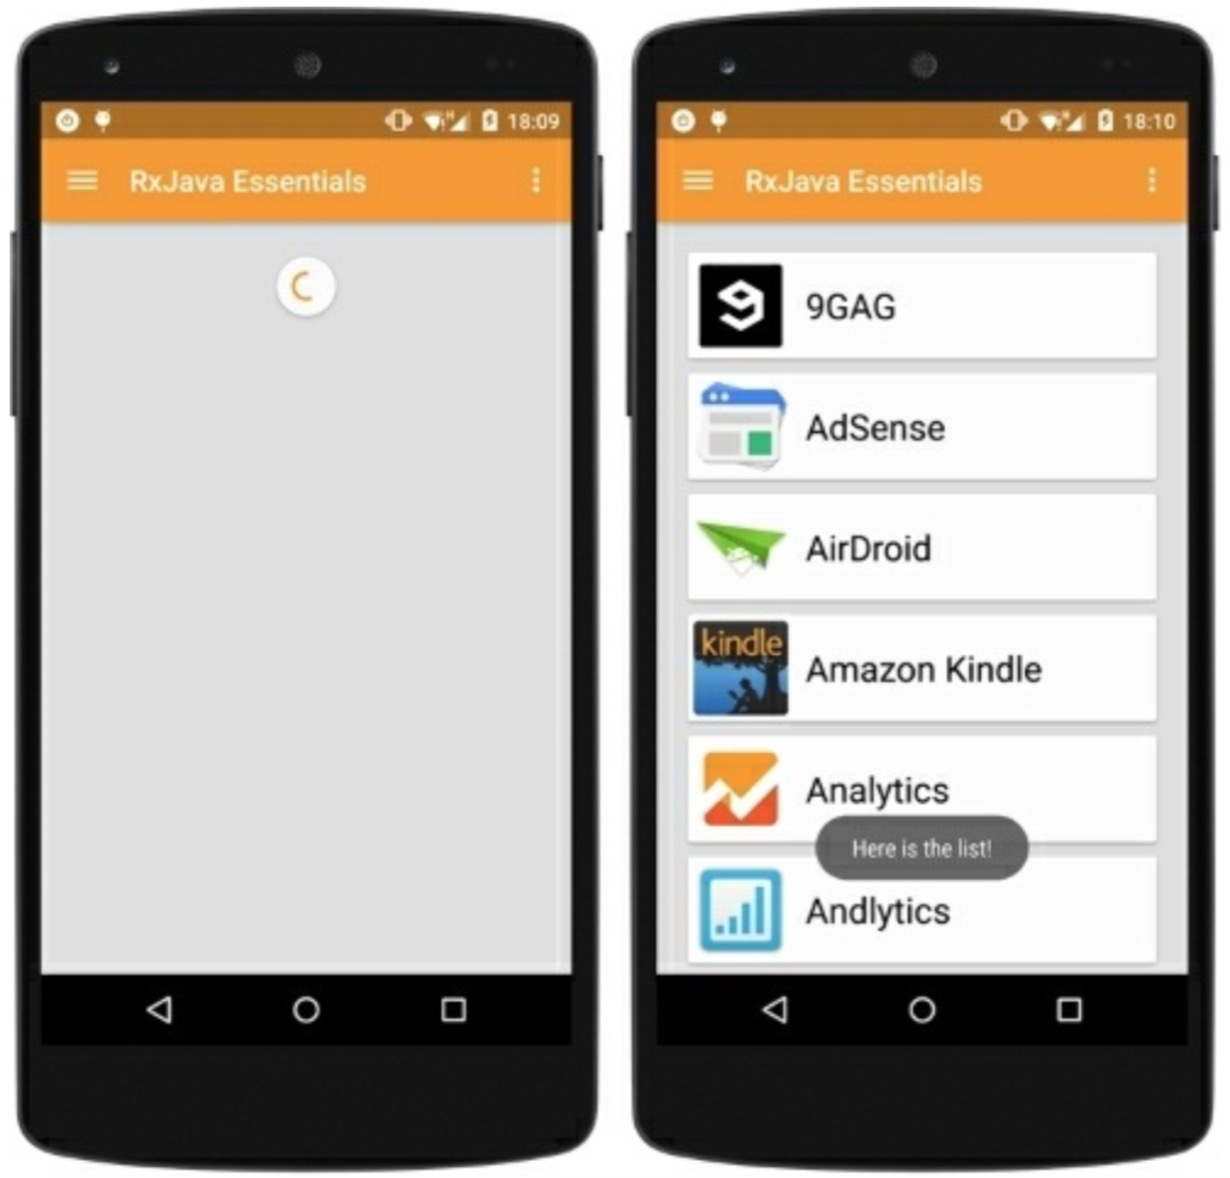 18:09
RxJava Essentials
18:10
RxJava Essentials
9GAG
AdSense
AirDroid
kindle
Amazon Kindle
Analytics
Here is the list!
Andlytics